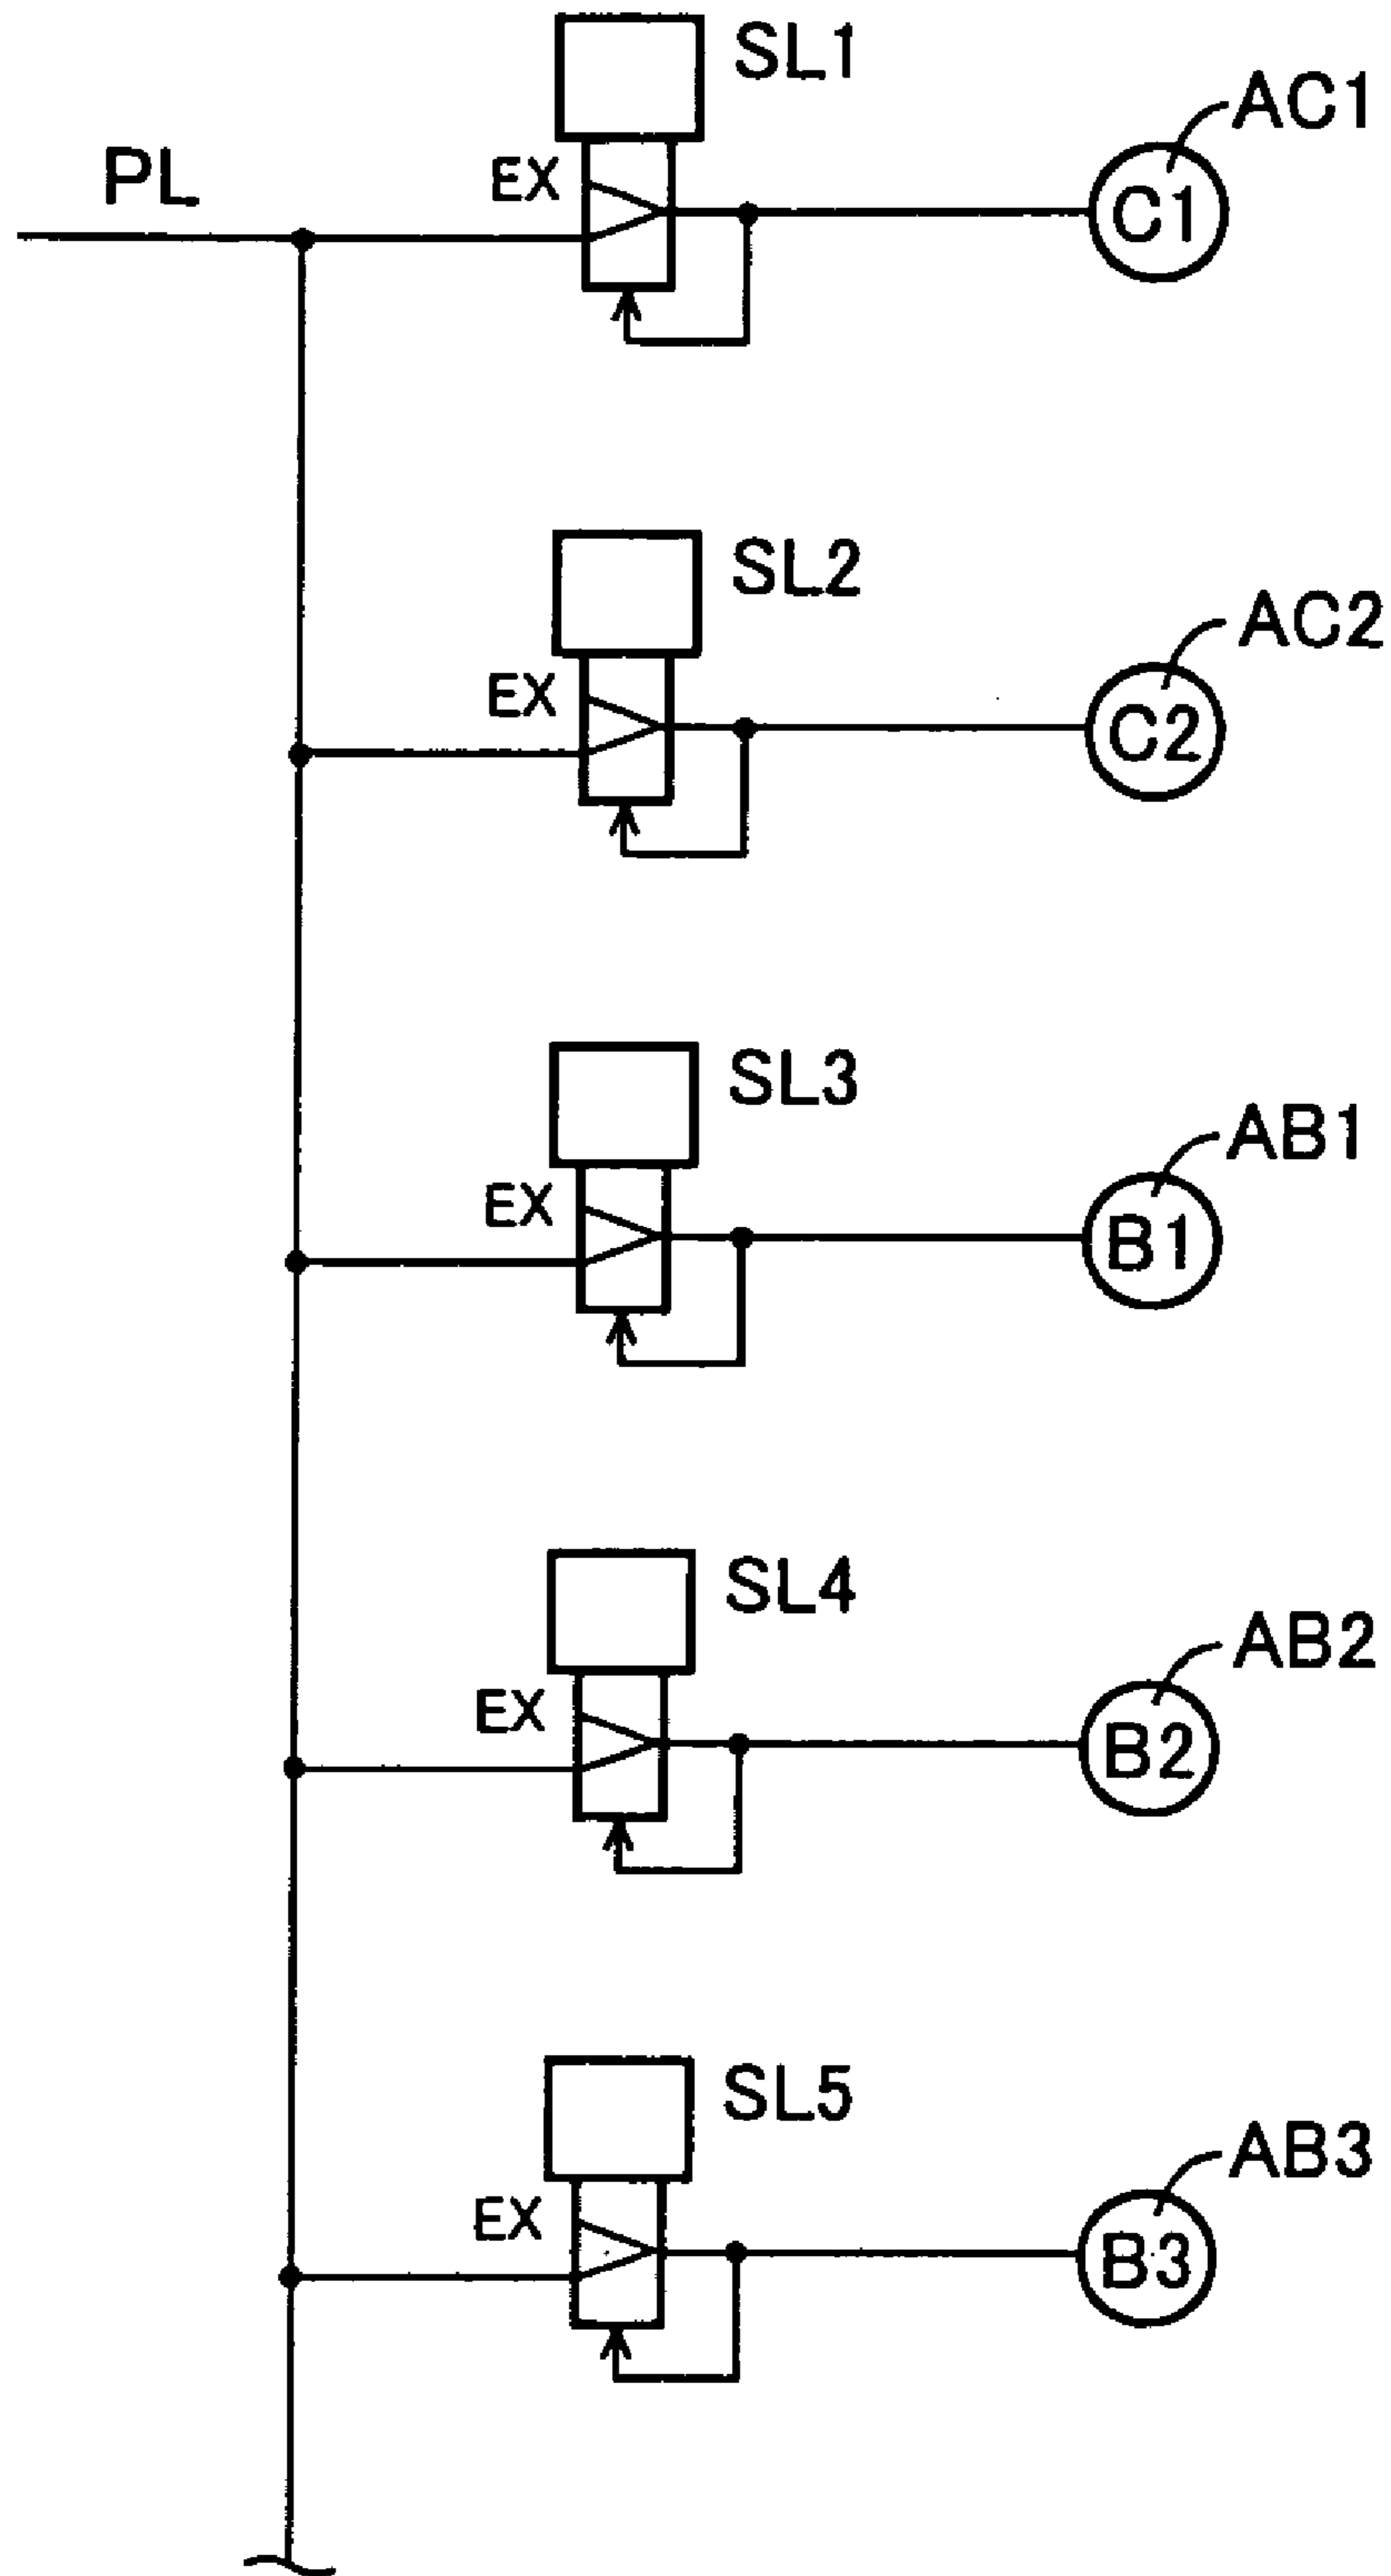 SL1
AC1
PL
EX
C1
SL2
AC2
EX
C2
SL3
AB1
EX
B1
SL4
AB2
EX
B2
SL5
AB3
EX
B3